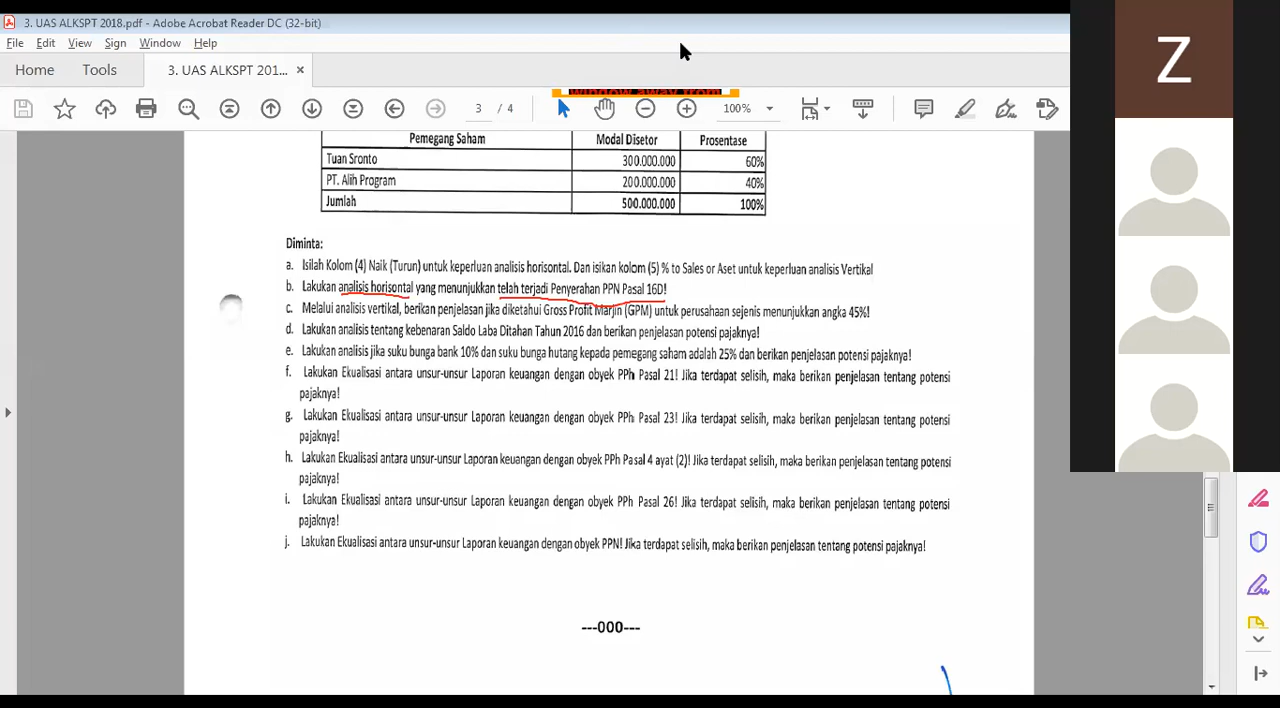 3. UAS ALKSPT 2018.pdf - Adobe Acrobat Reader DC (32-bit)
File Edit View Sign Window Help
Home Tools 3. UAS ALKSPT 201... ×
window away from
3 / 4 100%
Z
Pemegang Saham Modal Disetor Prosentase
Tuan Sronto 300.000.000 60%
PT. Alih Program 200.000.000 40%
Jumlah 500.000.000 100%
Diminta:
a. Isilah Kolom (4) Naik (Turun) untuk keperluan analisis horisontal. Dan isikan kolom (5) % to Sales or Aset untuk keperluan analisis Vertikal
b. Lakukan analisis horisontal yang menunjukkan telah terjadi Penyerahan PPN Pasal 16D!
c. Melalui analisis vertikal, berikan penjelasan jika diketahui Gross Profit Marjin (GPM) untuk perusahaan sejenis menunjukkan angka 45%!
d. Lakukan analisis tentang kebenaran Saldo Laba Ditahan Tahun 2016 dan berikan penjelasan potensi pajaknya!
e. Lakukan analisis jika suku bunga bank 10% dan suku bunga hutang kepada pemegang saham adalah 25% dan berikan penjelasan potensi pajaknya!
f. Lakukan Ekualisasi antara unsur-unsur Laporan keuangan dengan obyek PPh Pasal 21! Jika terdapat selisih, maka berikan penjelasan tentang potensi
pajaknya!
g. Lakukan Ekualisasi antara unsur-unsur Laporan keuangan dengan obyek PPh Pasal 23! Jika terdapat selisih, maka berikan penjelasan tentang potensi
pajaknya!
h. Lakukan Ekualisasi antara unsur-unsur Laporan keuangan dengan obyek PPh Pasal 4 ayat (2)! Jika terdapat selisih, maka berikan penjelasan tentang potensi
pajaknya!
i. Lakukan Ekualisasi antara unsur-unsur Laporan keuangan dengan obyek PPh Pasal 26! Jika terdapat selisih, maka berikan penjelasan tentang potensi
pajaknya!
j. Lakukan Ekualisasi antara unsur-unsur Laporan keuangan dengan obyek PPN! Jika terdapat selisih, maka berikan penjelasan tentang potensi pajaknya!
---000---